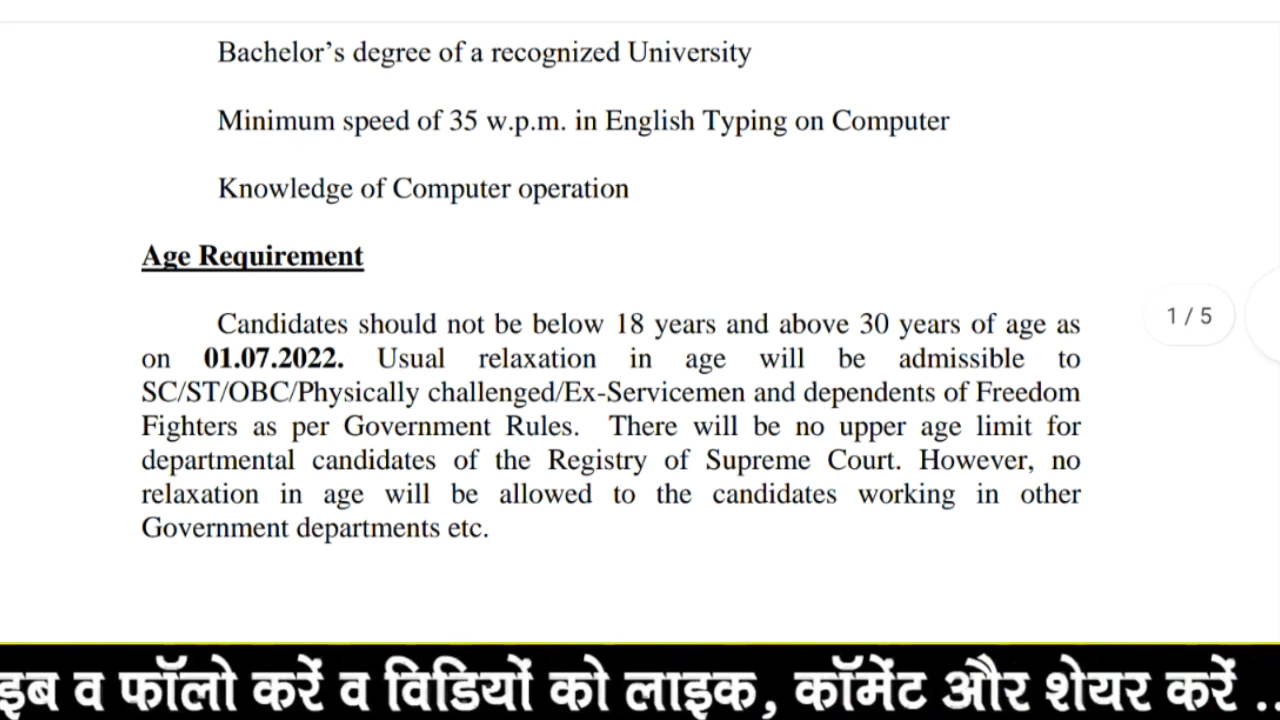 Bachelor’s degree of a recognized University
Minimum speed of 35 w.p.m. in English Typing on Computer
Knowledge of Computer operation
Age Requirement
Candidates should not be below 18 years and above 30 years of age as
on 01.07.2022. Usual relaxation in age will be admissible to
SC/ST/OBC/Physically challenged/Ex-Servicemen and dependents of Freedom
Fighters as per Government Rules. There will be no upper age limit for
departmental candidates of the Registry of Supreme Court. However, no
relaxation in age will be allowed to the candidates working in other
Government departments etc.
1 / 5
व फॉलो करें व विडियों को लाइक, कॉमेंट और शेयर करें ..